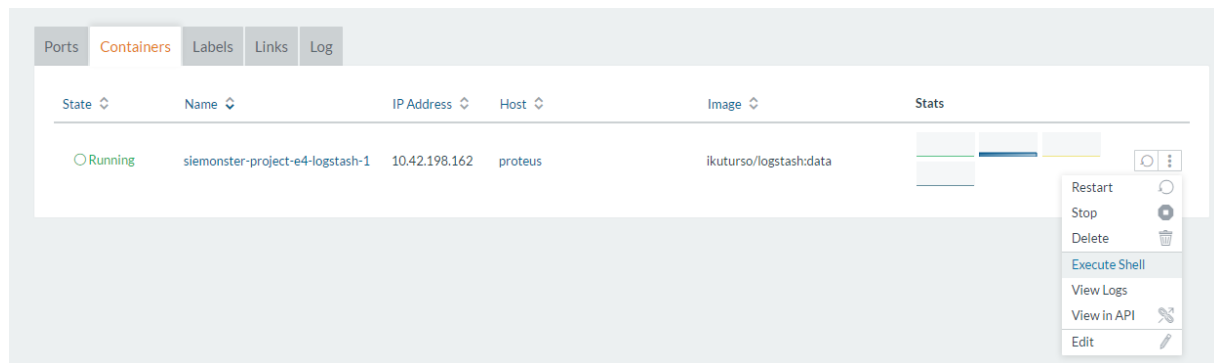 Ports Containers Labels Links Log
State Name IP Address Host Image Stats
Running siemonster-project-e4-logstash-1 10.42.198.162 proteus ikuturso/logstash:data
Restart
Stop
Delete
Execute Shell
View Logs
View in API
Edit